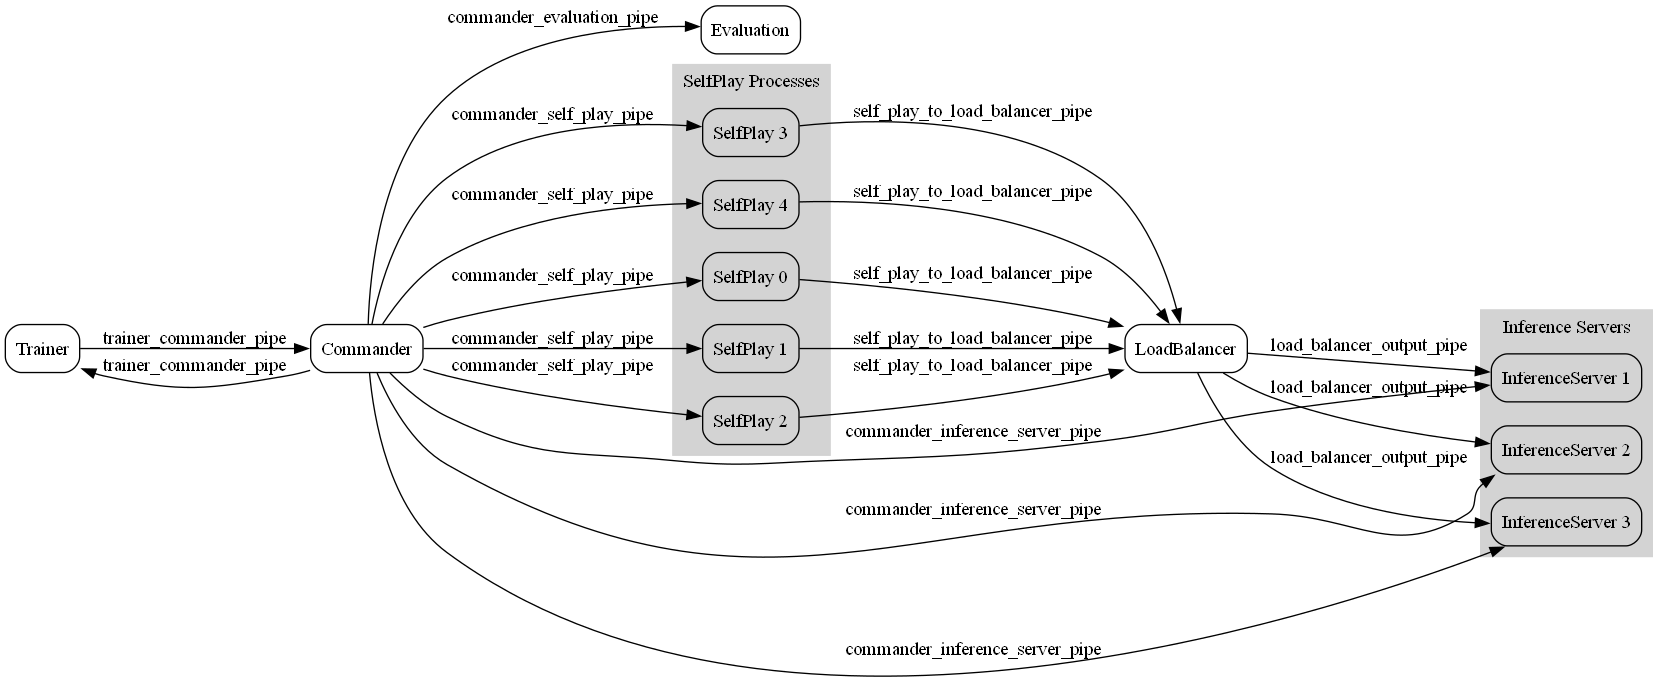 commander_evaluation_pipe
Evaluation
SelfPlay Processes
commander_self_play_pipe
SelfPlay 3
self_play_to_load_balancer_pipe
commander_self_play_pipe
SelfPlay 4
self_play_to_load_balancer_pipe
commander_self_play_pipe
SelfPlay 0
self_play_to_load_balancer_pipe
Trainer
trainer_commander_pipe
trainer_commander_pipe
Commander
commander_self_play_pipe
SelfPlay 1
self_play_to_load_balancer_pipe
commander_self_play_pipe
SelfPlay 2
self_play_to_load_balancer_pipe
LoadBalancer
Inference Servers
load_balancer_output_pipe
InferenceServer 1
load_balancer_output_pipe
commander_inference_server_pipe
InferenceServer 2
load_balancer_output_pipe
commander_inference_server_pipe
InferenceServer 3
commander_inference_server_pipe